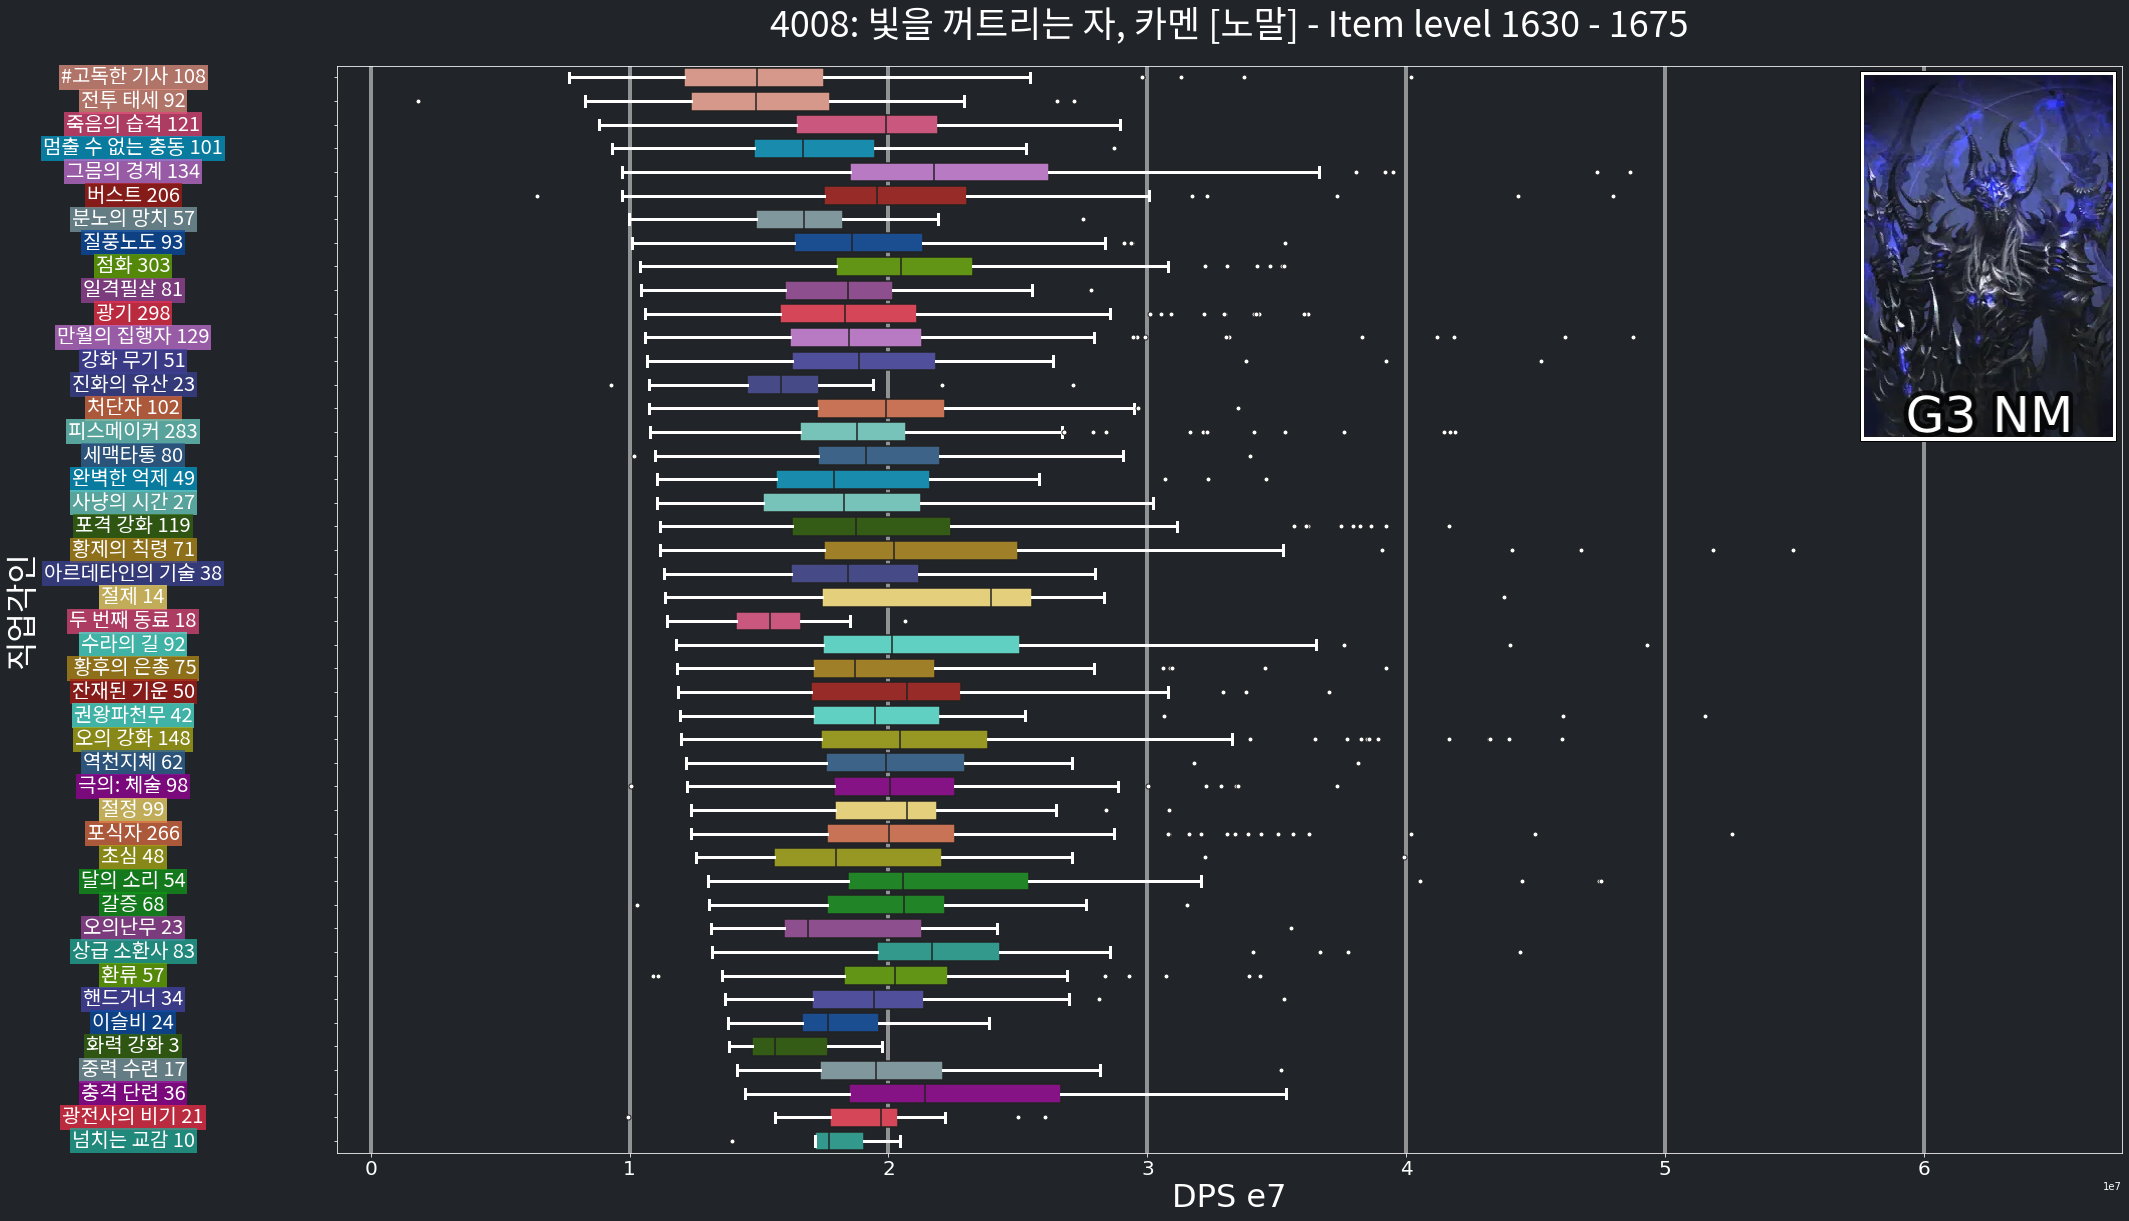 4008: 빛을 꺼트리는 자, 카멘 [노말] - Item level 1630 - 1675
#고독한 기사 108
전투 태세 92
죽음의 습격 121
멈출 수 없는 충동 101
그믐의 경계 134
버스트 206
분노의 망치 57
질풍노도 93
점화 303
일격필살 81
광기 298
만월의 집행자 129
강화 무기 51
진화의 유산 23
처단자 102
피스메이커 283
세맥타통 80
완벽한 억제 49
사냥의 시간 27
포격 강화 119
황제의 칙령 71
아르데타인의 기술 38
절제 14
두 번째 동료 18
수라의 길 92
황후의 은총 75
잔재된 기운 50
권왕파천무 42
오의 강화 148
역천지체 62
극의: 체술 98
절정 99
포식자 266
초심 48
달의 소리 54
갈증 68
오의난무 23
상급 소환사 83
환류 57
핸드거너 34
이슬비 24
화력 강화 3
중력 수련 17
충격 단련 36
광전사의 비기 21
넘치는 교감 10
직업각인
G3 NM
0 1 2 3 4 5 6
1e7
DPS e7